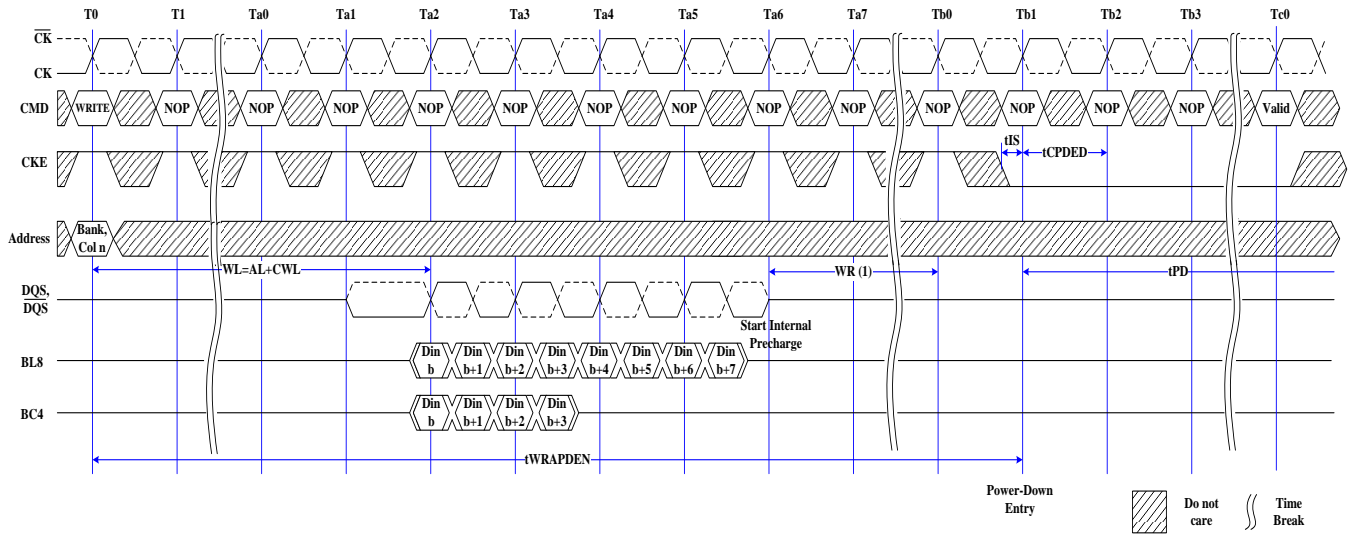 T0 T1 Ta0 Ta1 Ta2 Ta3 Ta4 Ta5 Ta6 Ta7 Tb0 Tb1 Tb2 Tb3 Tc0
CK
CK
CMD WRITE NOP NOP NOP NOP NOP NOP NOP NOP NOP NOP NOP NOP NOP Valid
tIS
CKE tCPDED
Address Bank, Col n
WL=AL+CWL WR (1) tPD
DQS,
DQS
Start Internal
Precharge
BL8 Din b Din b+1 Din b+2 Din b+3 Din b+4 Din b+5 Din b+6 Din b+7
BC4 Din b Din b+1 Din b+2 Din b+3
tWRAPDEN
Power-Down
Entry
Do not
care
Time
Break